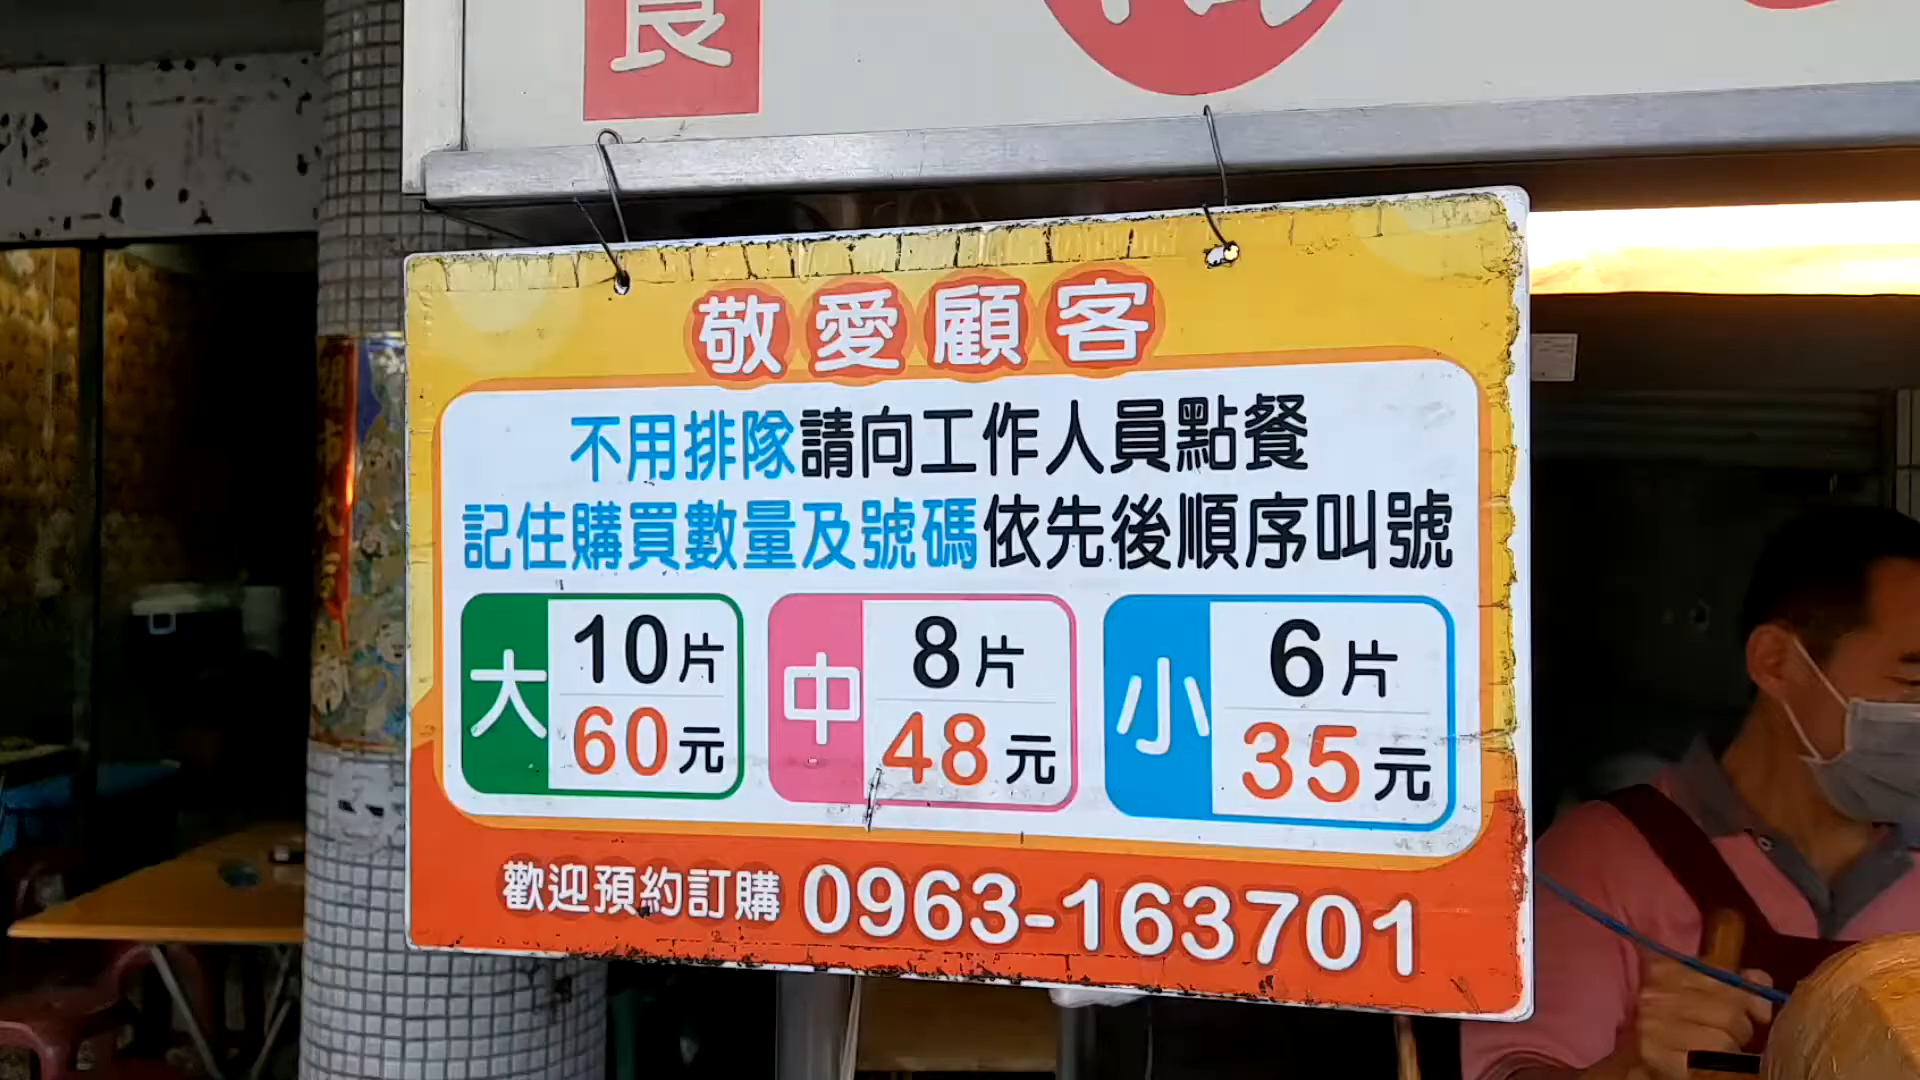 食
敬愛顧客
不用排隊請向工作人員點餐
記住購買數量及號碼依先後順序叫號
大 10片 60元
中 8片 48元
小 6片 35元
歡迎預約訂購 0963-163701